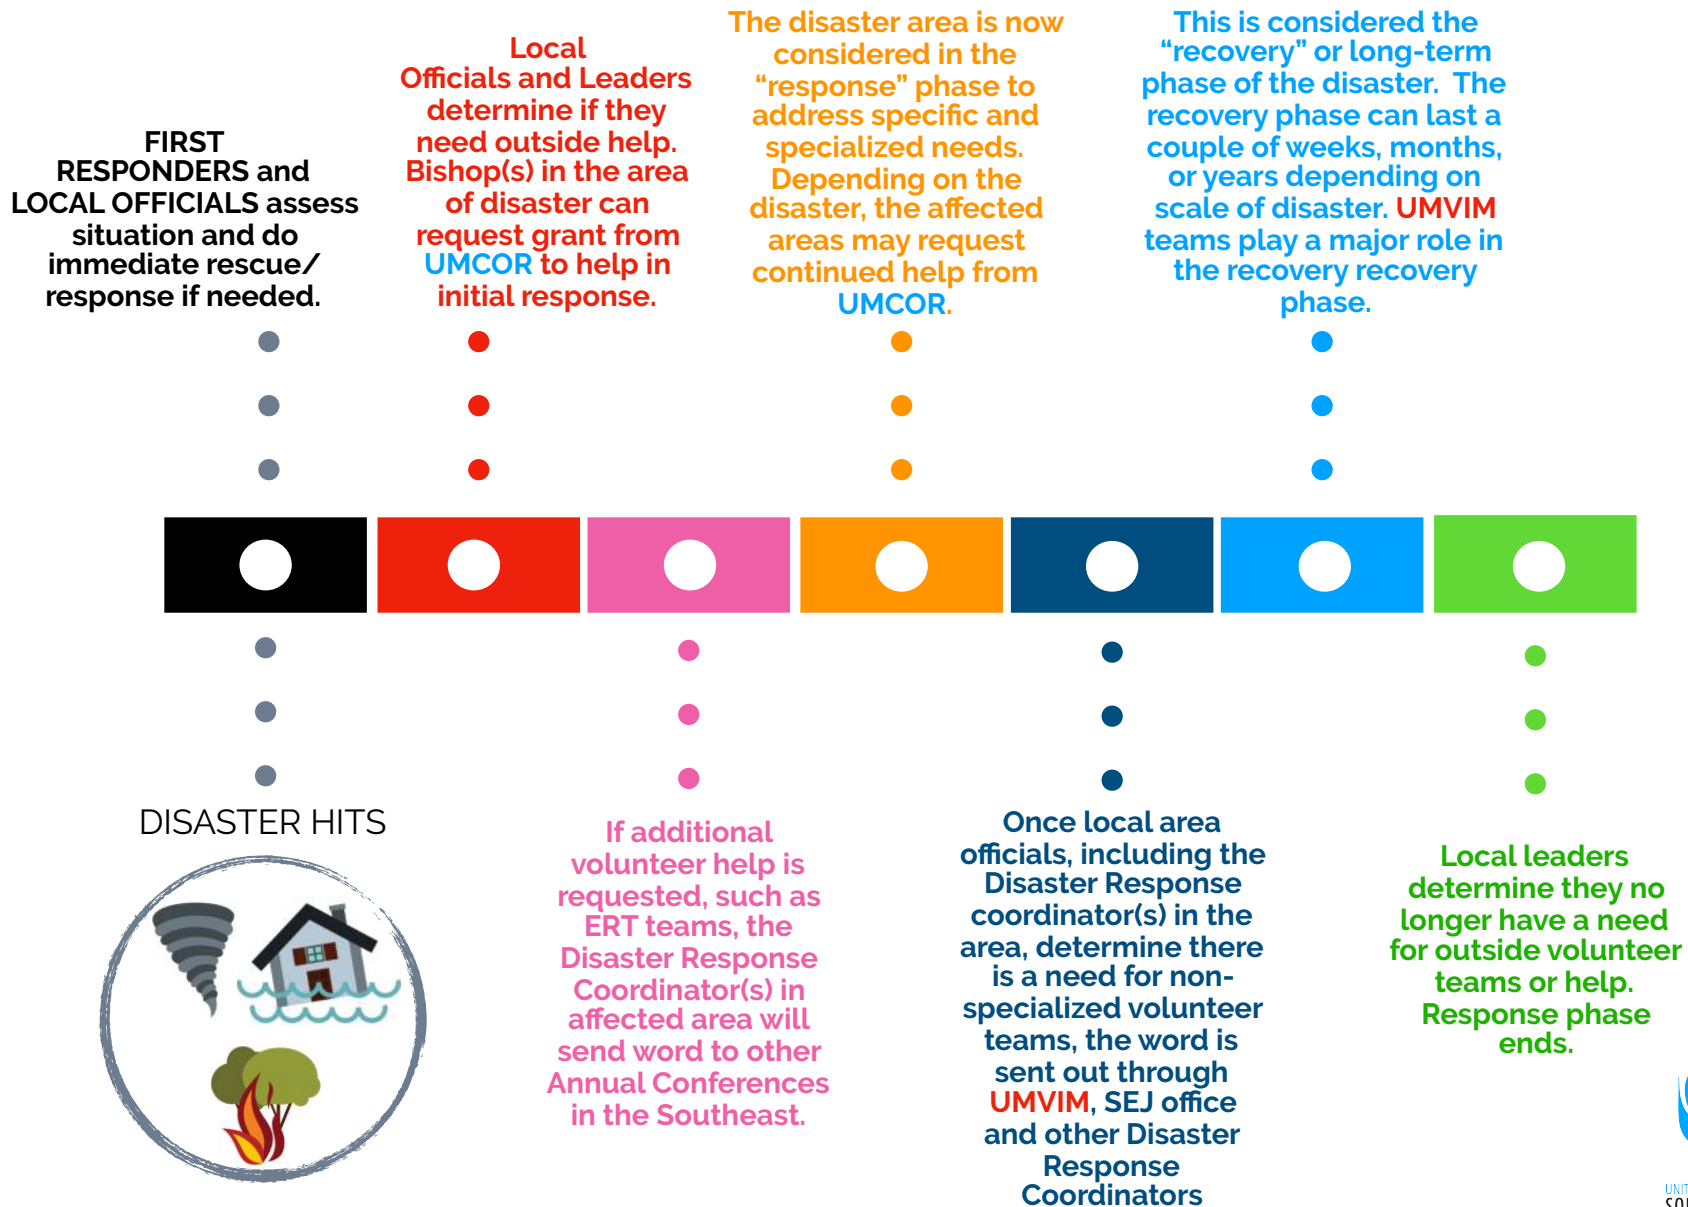 FIRST
RESPONDERS and
LOCAL OFFICIALS assess
situation and do
immediate rescue/
response if needed.
DISASTER HITS
Local
Officials and Leaders
determine if they
need outside help.
Bishop(s) in the area
of disaster can
request grant from
UMCOR to help in
initial response.
If additional
volunteer help is
requested, such as
ERT teams, the
Disaster Response
Coordinator(s) in
affected area will
send word to other
Annual Conferences
in the Southeast.
The disaster area is now
considered in the
“response” phase to
address specific and
specialized needs.
Depending on the
disaster, the affected
areas may request
continued help from
UMCOR.
Once local area
officials, including the
Disaster Response
coordinator(s) in the
area, determine there
is a need for non-
specialized volunteer
teams, the word is
sent out through
UMVIM, SEJ office
and other Disaster
Response
Coordinators
This is considered the
“recovery” or long-term
phase of the disaster. The
recovery phase can last a
couple of weeks, months,
or years depending on
scale of disaster. UMVIM
teams play a major role in
the recovery recovery
phase.
Local leaders
determine they no
longer have a need
for outside volunteer
teams or help.
Response phase
ends.